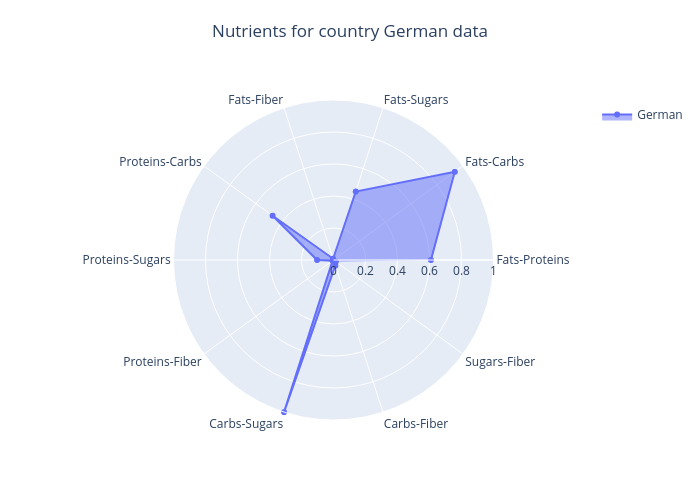 Nutrients for country German data
Fats-Fiber
Fats-Sugars
German
Proteins-Carbs
Fats-Carbs
Proteins-Sugars
Fats-Proteins
0 0.2 0.4 0.6 0.8 1
Proteins-Fiber
Sugars-Fiber
Carbs-Sugars
Carbs-Fiber